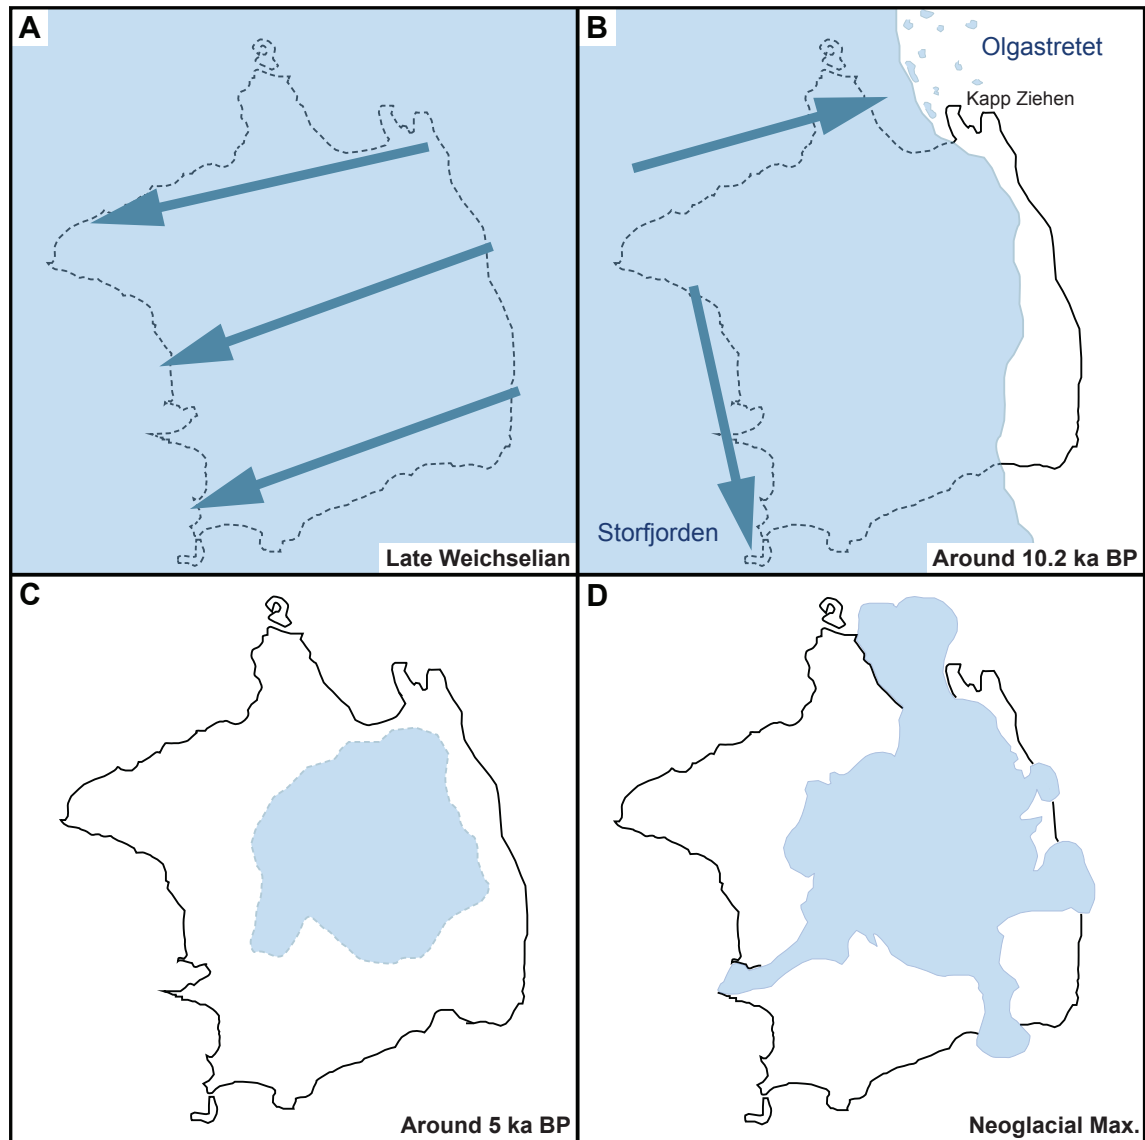 A
Late Weichselian
B
Olgastretet
Kapp Ziehen
Storfjorden
Around 10.2 ka BP
C
Around 5 ka BP
D
Neoglacial Max.